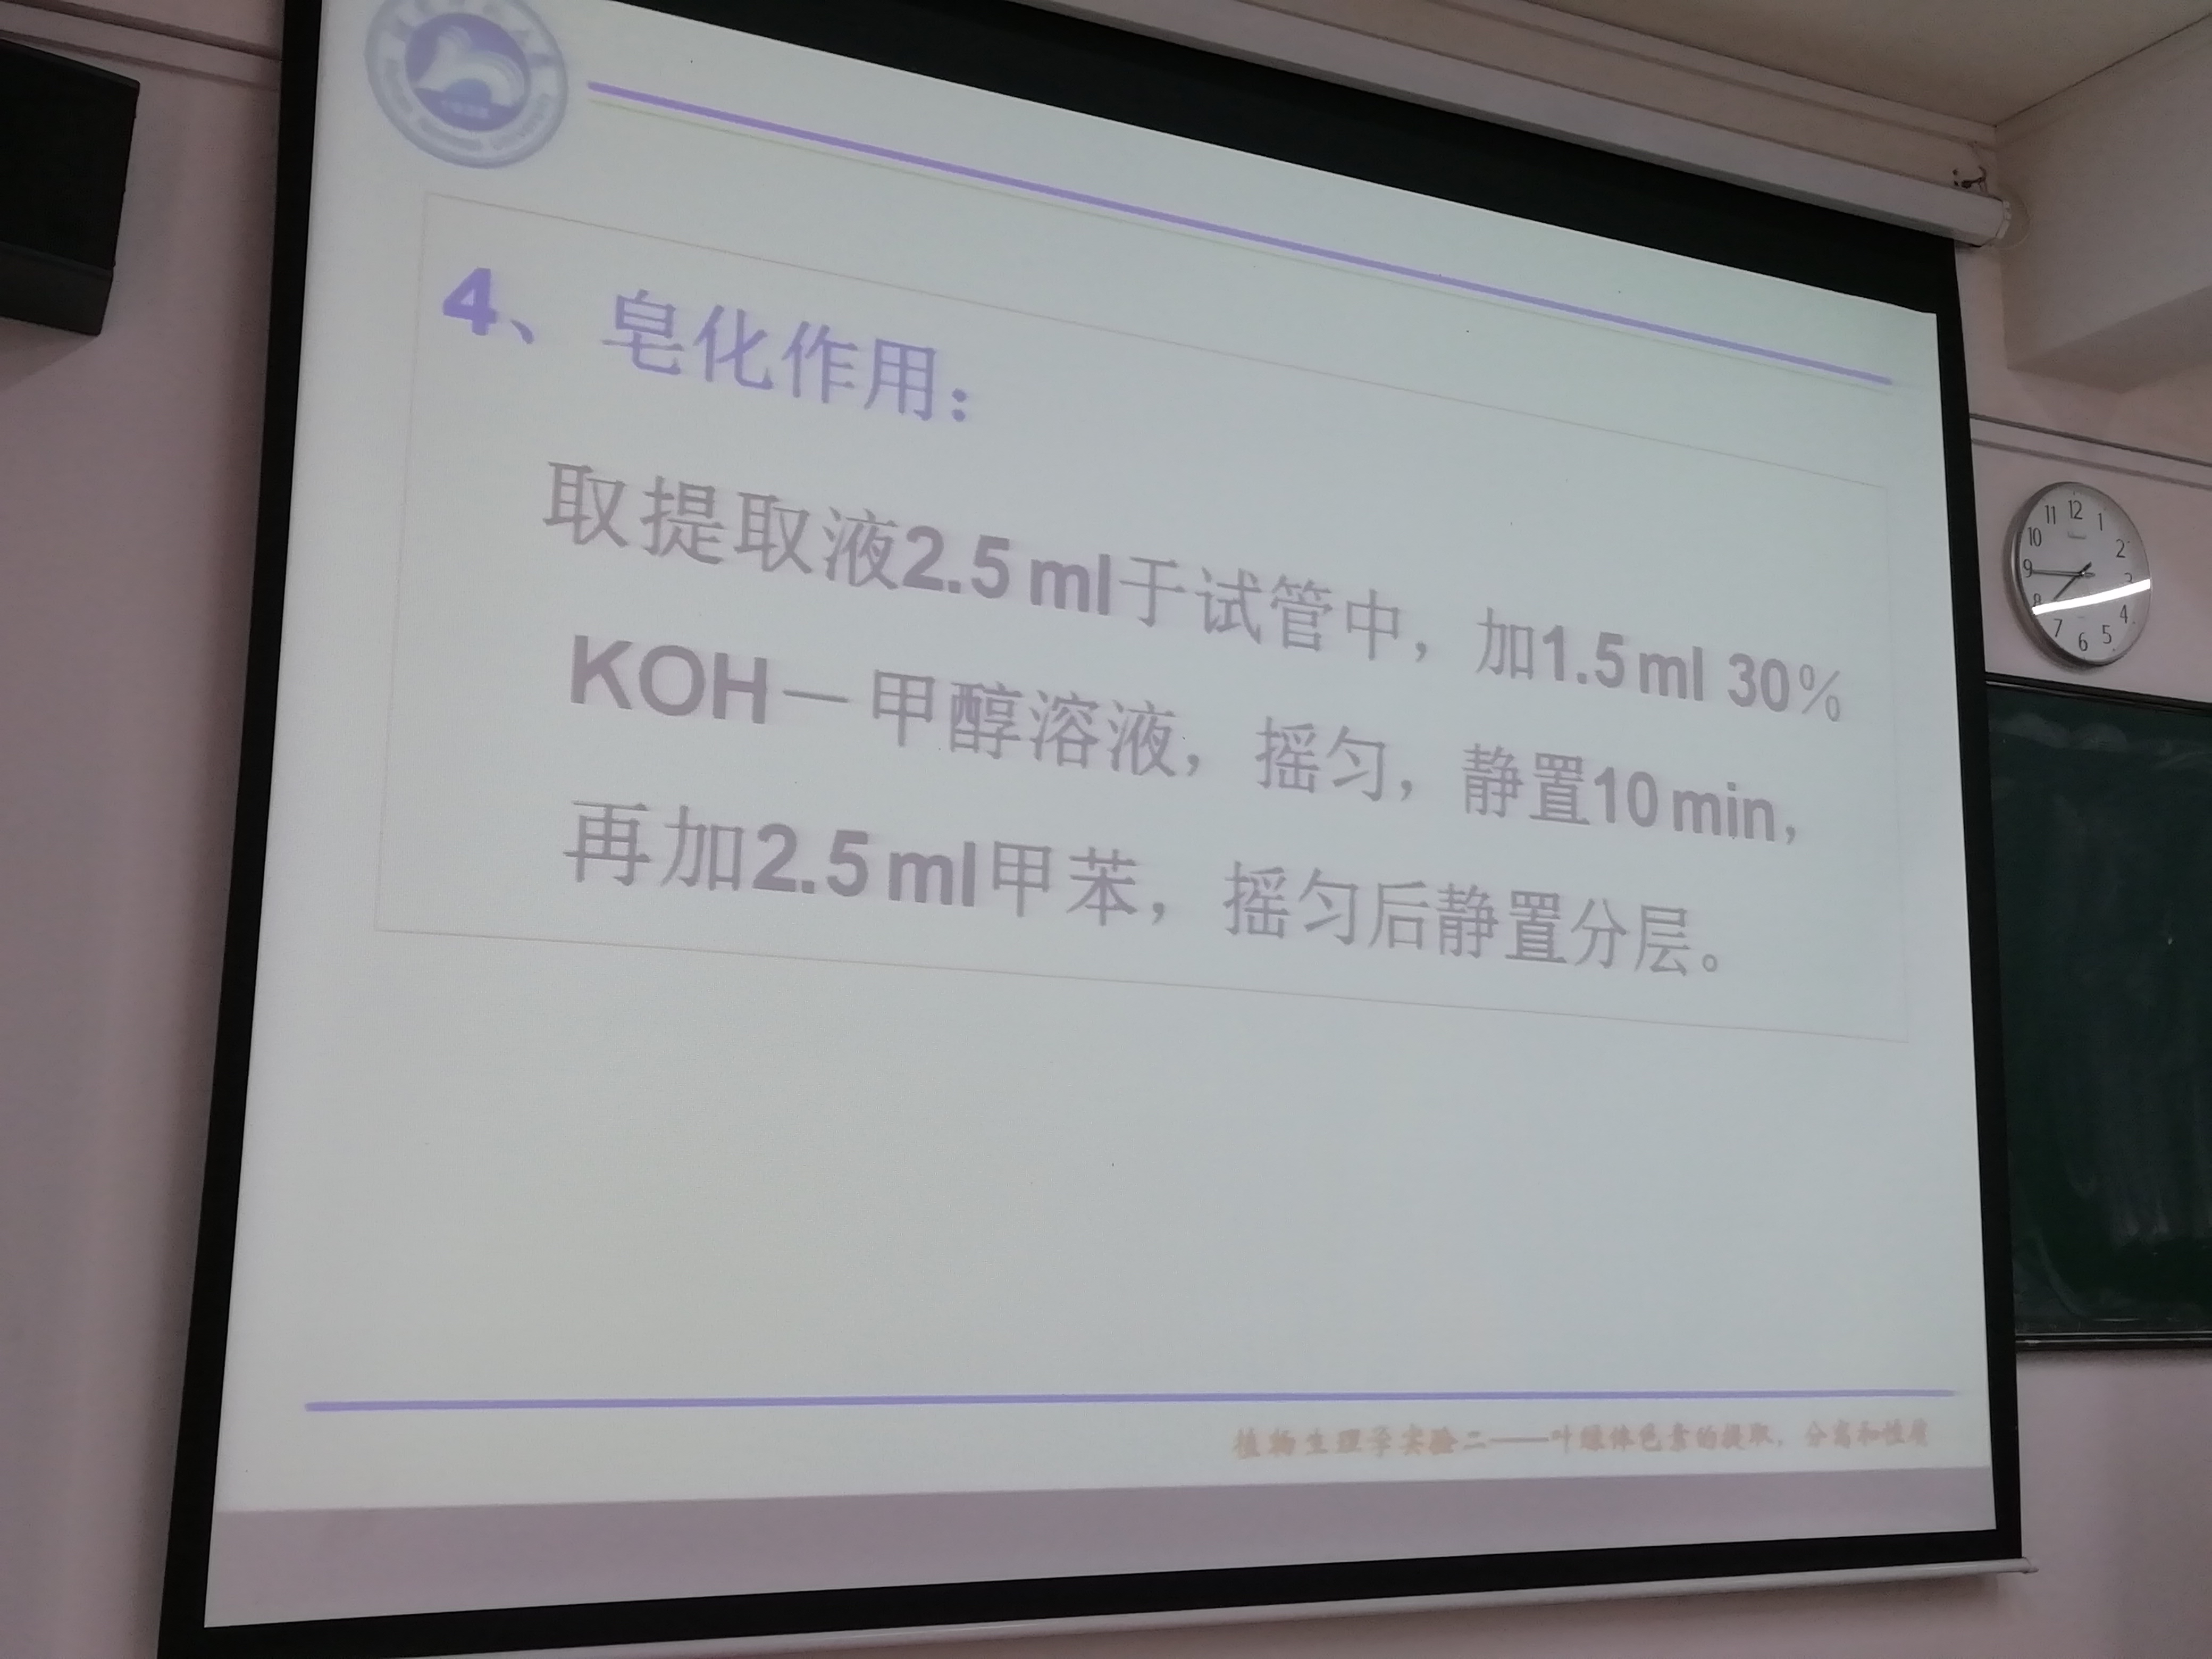 4、皂化作用：
取提取液2.5ml于试管中，加1.5ml 30%
KOH－甲醇溶液，摇匀，静置10min，
再加2.5ml甲苯，摇匀后静置分层。
植物生理学实验二——叶绿体色素的提取、分离和性质
12
1
2
3
4
5
6
7
8
9
10
11